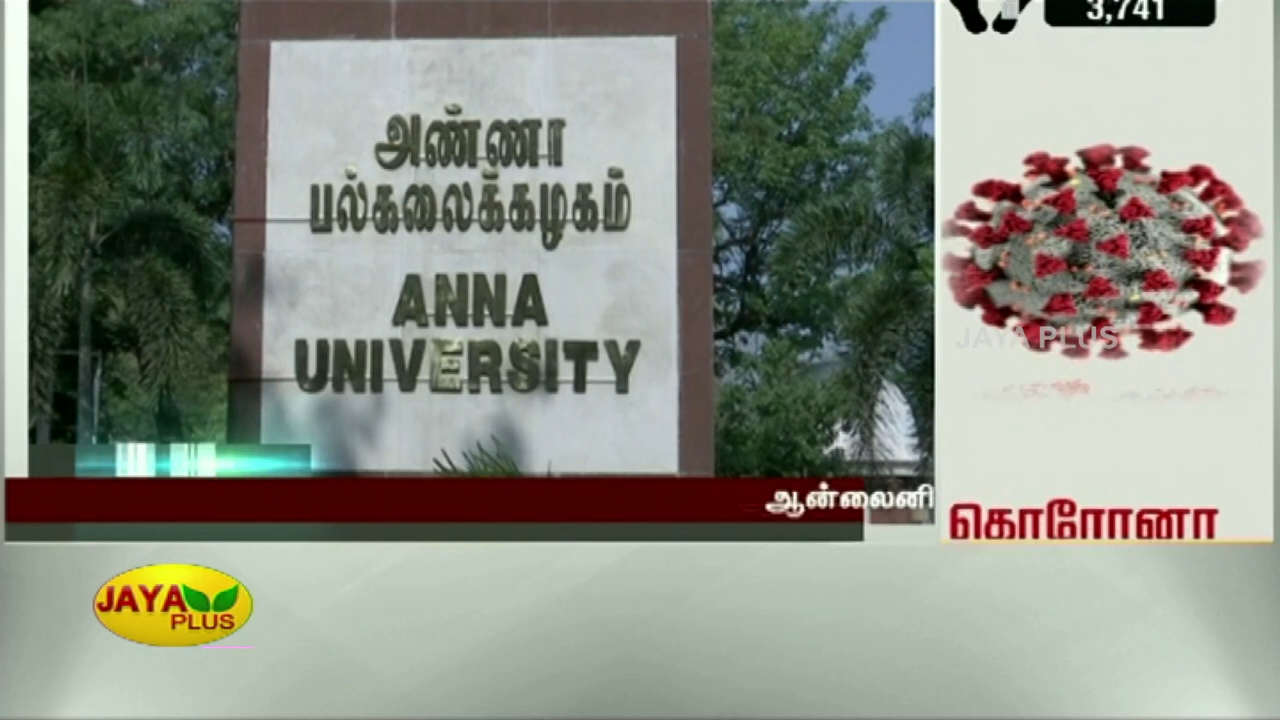 3,741
அண்ணா
பல்கலைக்கழகம்
ANNA
UNIVERSITY
JAYA PLUS
ஆன்லைனி
கொரோனா
JAYA
PLUS